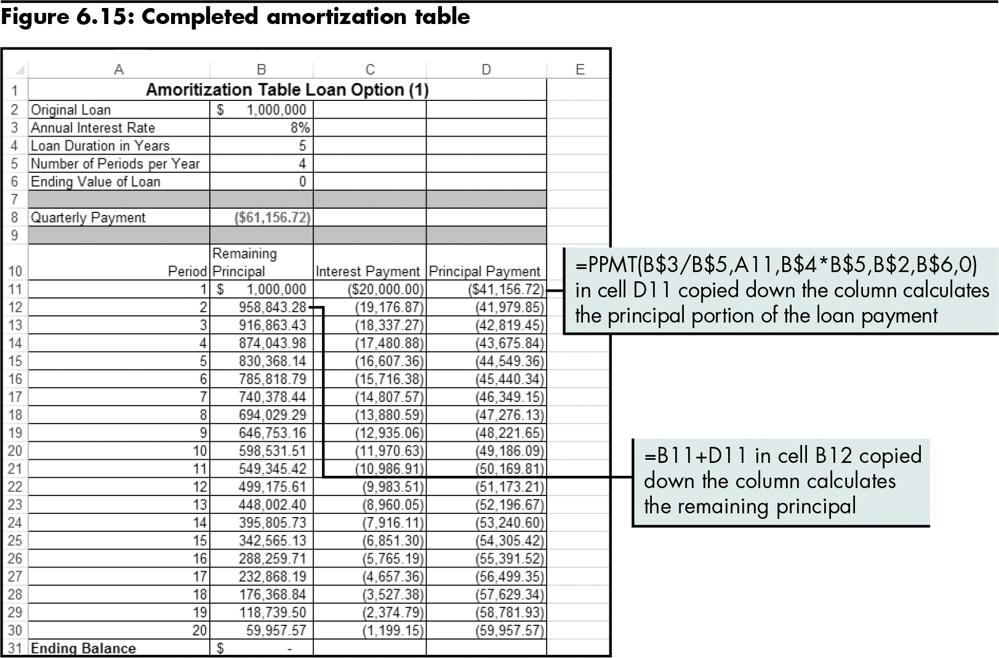 Figure 6.15: Completed amortization table
A B C D E
1 Amoritization Table Loan Option (1)
2 Original Loan $ 1,000,000
3 Annual Interest Rate 8%
4 Loan Duration in Years 5
5 Number of Periods per Year 4
6 Ending Value of Loan 0
7
8 Quarterly Payment ($61,156.72)
9
Remaining
10 Period Principal Interest Payment Principal Payment
11 1 $ 1,000,000 ($20,000.00) ($41,156.72)
12 2 958,843.28 (19,176.87) (41,979.85)
13 3 916,863.43 (18,337.27) (42,819.45)
14 4 874,043.98 (17,480.88) (43,675.84)
15 5 830,368.14 (16,607.36) (44,549.36)
16 6 785,818.79 (15,716.38) (45,440.34)
17 7 740,378.44 (14,807.57) (46,349.15)
18 8 694,029.29 (13,880.59) (47,276.13)
19 9 646,753.16 (12,935.06) (48,221.65)
20 10 598,531.51 (11,970.63) (49,186.09)
21 11 549,345.42 (10,986.91) (50,169.81)
22 12 499,175.61 (9,983.51) (51,173.21)
23 13 448,002.40 (8,960.05) (52,196.67)
24 14 395,805.73 (7,916.11) (53,240.60)
25 15 342,565.13 (6,851.30) (54,305.42)
26 16 288,259.71 (5,765.19) (55,391.52)
27 17 232,868.19 (4,657.36) (56,499.35)
28 18 176,368.84 (3,527.38) (57,629.34)
29 19 118,739.50 (2,374.79) (58,781.93)
30 20 59,957.57 (1,199.15) (59,957.57)
31 Ending Balance $ -
=PPMT(B$3/B$5,A11,B$4*B$5,B$2,B$6,0)
in cell D11 copied down the column calculates
the principal portion of the loan payment
=B11+D11 in cell B12 copied
down the column calculates
the remaining principal